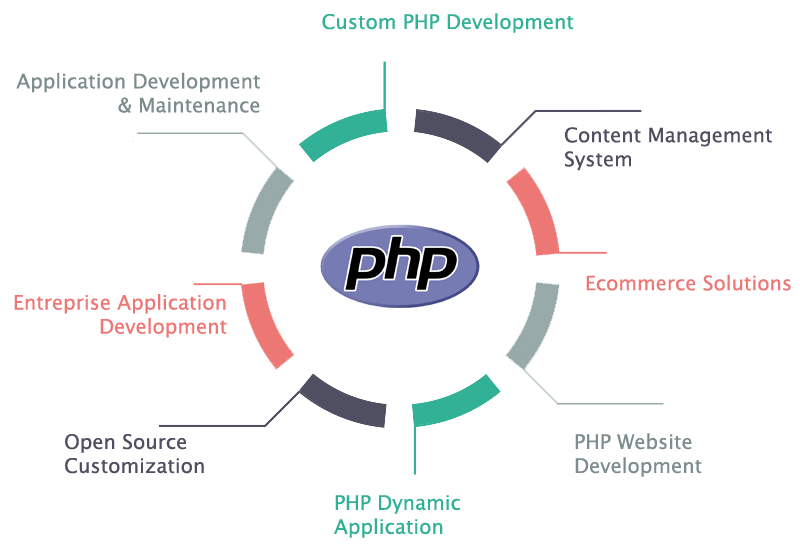 Custom PHP Development
Application Development
& Maintenance
Content Management
System
php
Ecommerce Solutions
Entreprise Application
Development
Open Source
Customization
PHP Website
Development
PHP Dynamic
Application